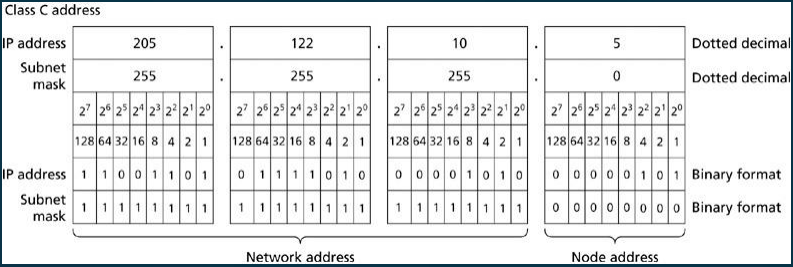 Class C address
IP address 205 . 122 . 10 . 5 Dotted decimal
Subnet mask 255 . 255 . 255 . 0 Dotted decimal
2⁷ 2⁶ 2⁵ 2⁴ 2³ 2² 2¹ 2⁰ 2⁷ 2⁶ 2⁵ 2⁴ 2³ 2² 2¹ 2⁰ 2⁷ 2⁶ 2⁵ 2⁴ 2³ 2² 2¹ 2⁰ 2⁷ 2⁶ 2⁵ 2⁴ 2³ 2² 2¹ 2⁰
128 64 32 16 8 4 2 1 128 64 32 16 8 4 2 1 128 64 32 16 8 4 2 1 128 64 32 16 8 4 2 1
IP address 1 1 0 0 1 1 0 1 0 1 1 1 1 0 1 0 0 0 0 0 1 0 1 0 0 0 0 0 0 1 0 1 Binary format
Subnet mask 1 1 1 1 1 1 1 1 1 1 1 1 1 1 1 1 1 1 1 1 1 1 1 1 0 0 0 0 0 0 0 0 Binary format
Network address Node address